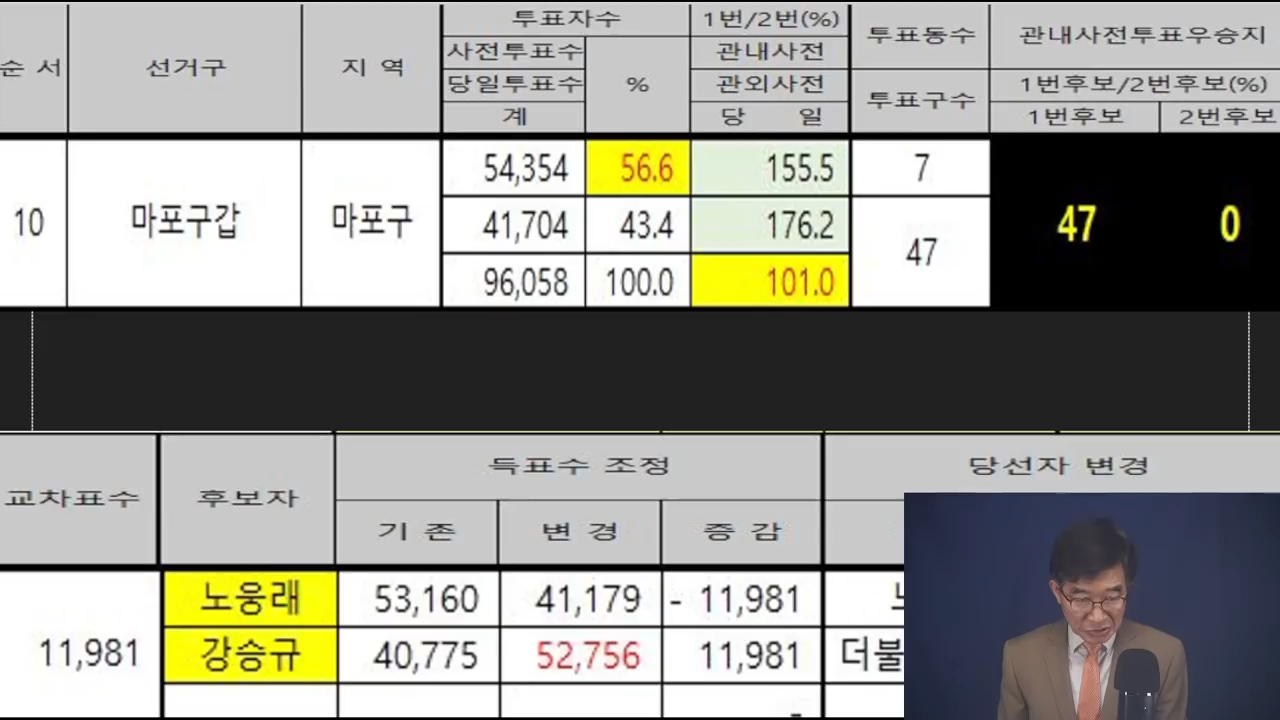 순 서 선거구 지 역 투표자수 1번/2번(%) 투표동수 관내사전투표우승지
사전투표수 % 관내사전
당일투표수 관외사전 투표구수 1번후보/2번후보(%)
계 당 일 1번후보 2번후보
10 마포구갑 마포구 54,354 56.6 155.5 7 47 0
41,704 43.4 176.2 47
96,058 100.0 101.0
교차표수 후보자 득표수 조정 당선자 변경
기 존 변 경 증 감
11,981 노웅래 53,160 41,179 - 11,981
강승규 40,775 52,756 11,981 더불
-